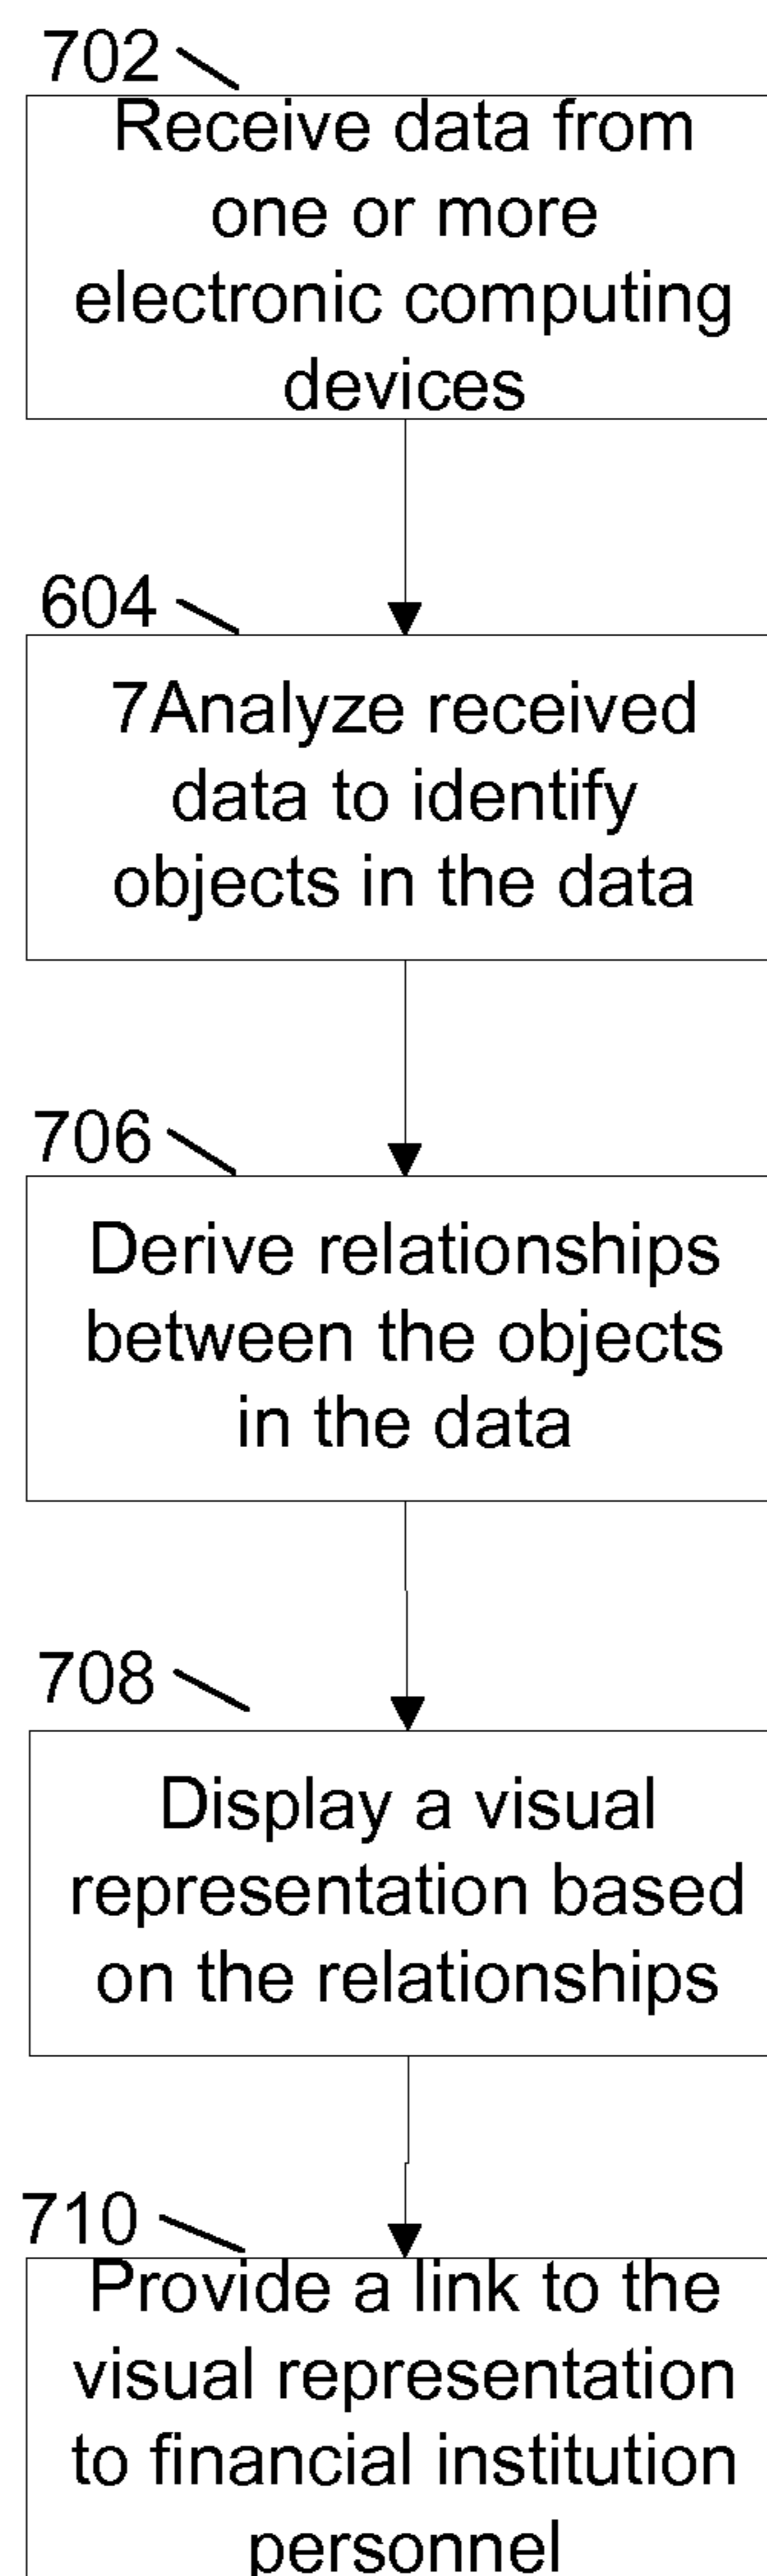 702
Receive data from
one or more
electronic computing
devices
604
7Analyze received
data to identify
objects in the data
706
Derive relationships
between the objects
in the data
708
Display a visual
representation based
on the relationships
710
Provide a link to the
visual representation
to financial institution
personnel